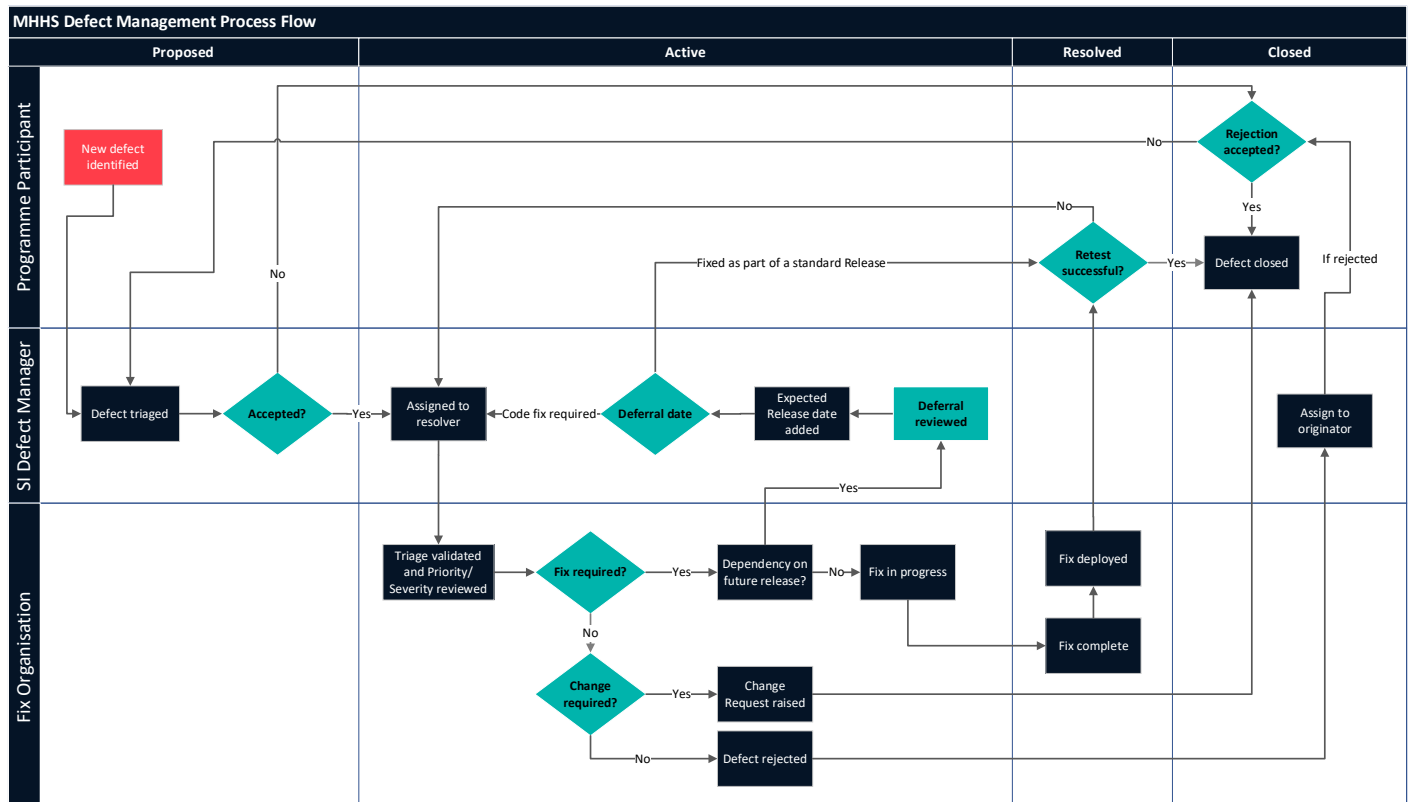 MHHS Defect Management Process Flow
Proposed
Active
Resolved
Closed
Programme Participant
New defect
identified
No
Rejection
accepted?
No
Yes
No
Fixed as part of a standard Release
Retest
successful?
Yes
Defect closed
If rejected
SI Defect Manager
Defect triaged
Accepted?
Yes
Assigned to
resolver
Code fix required
Deferral date
Expected
Release date
added
Deferral
reviewed
Assign to
originator
Yes
Fix Organisation
Triage validated
and Priority/
Severity reviewed
Fix required?
Yes
Dependency on
future release?
No
Fix in progress
Fix deployed
No
Fix complete
Change
required?
Yes
Change
Request raised
No
Defect rejected